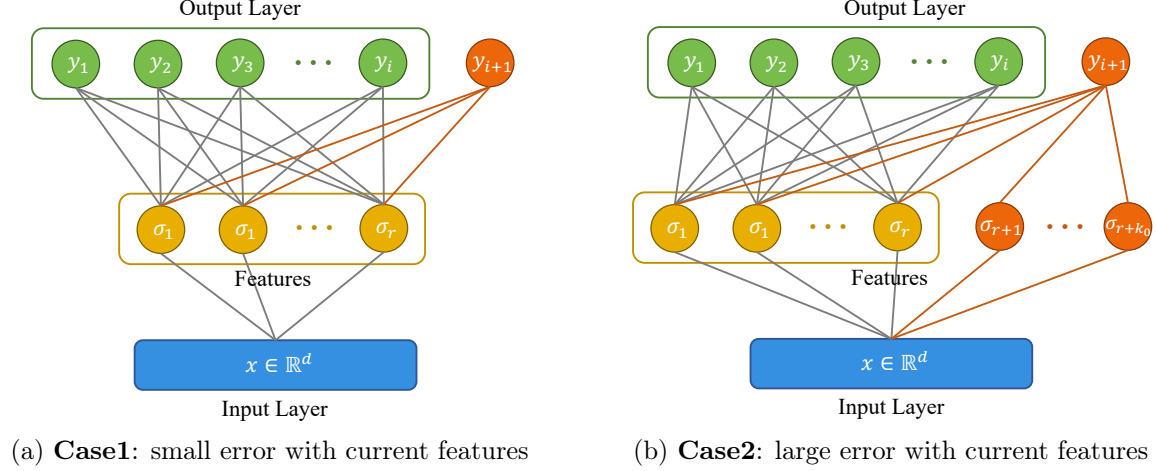 Output Layer
y₁ y₂ y₃ ··· yᵢ yᵢ₊₁
σ₁ σ₁ ··· σᵣ
Features
x ∈ ℝᵈ
Input Layer
(a) Case1: small error with current features
Output Layer
y₁ y₂ y₃ ··· yᵢ yᵢ₊₁
σ₁ σ₁ ··· σᵣ σᵣ₊₁ ··· σ_{r+k₀}
Features
x ∈ ℝᵈ
Input Layer
(b) Case2: large error with current features